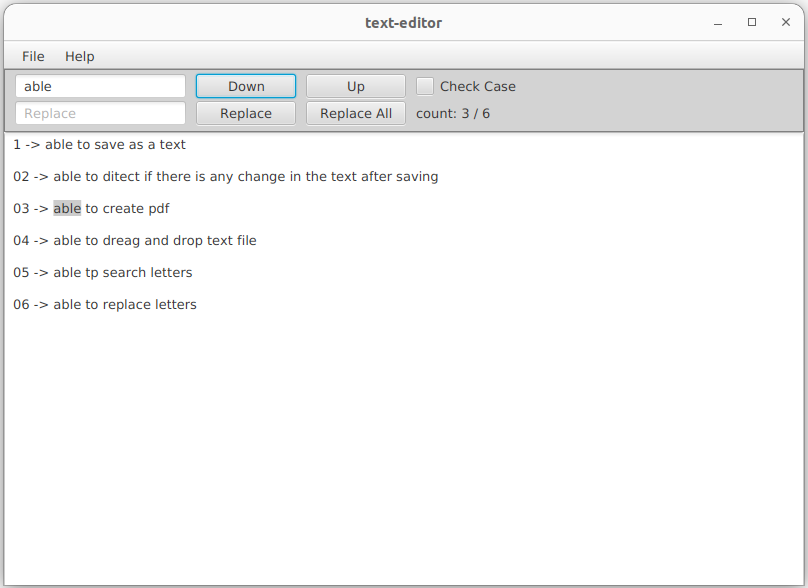 text-editor
File Help
able Down Up Check Case
Replace Replace Replace All count: 3 / 6
1 -> able to save as a text
02 -> able to ditect if there is any change in the text after saving
03 -> able to create pdf
04 -> able to dreag and drop text file
05 -> able tp search letters
06 -> able to replace letters